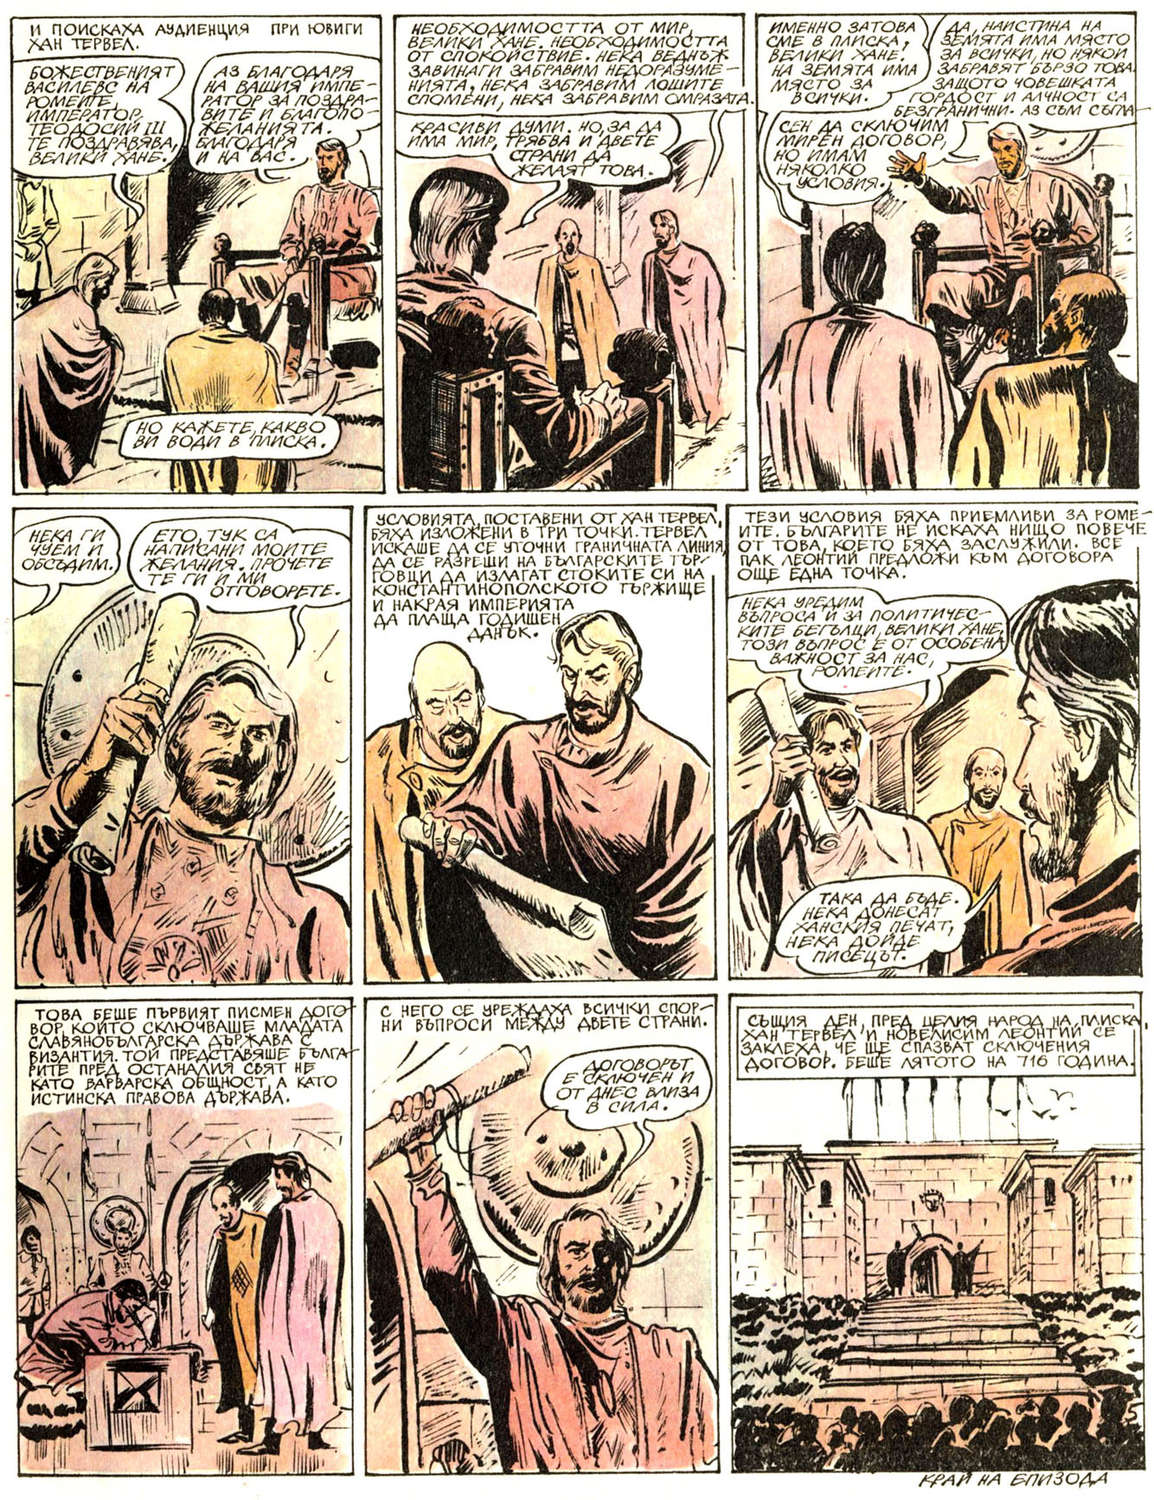 И ПОИСКАХА АУДИЕНЦИЯ ПРИ ЮВИГИ
ХАН ТЕРВЕЛ.
БОЖЕСТВЕНИЯТ
ВАСИЛЕВС НА
РОМЕИТЕ,
ИМПЕРАТОР
ТЕОДОСИЙ III
ТЕ ПОЗДРАВЯВА,
ВЕЛИКИ ХАНЕ.
АЗ БЛАГОДАРЯ
НА ВАШИЯ ИМПЕ-
РАТОР ЗА ПОЗДРА-
ВИТЕ И БЛАГОПО-
ЖЕЛАНИЯТА.
БЛАГОДАРЯ
И НА ВАС.
НО КАЖЕТЕ, КАКВО
ВИ ВОДИ В ПЛИСКА.
НЕОБХОДИМОСТТА ОТ МИР,
ВЕЛИКИ ХАНЕ. НЕОБХОДИМОСТТА
ОТ СПОКОЙСТВИЕ. НЕКА ВЕДНЪЖ
ЗАВИНАГИ ЗАБРАВИМ НЕДОРАЗУМЕ-
НИЯТА, НЕКА ЗАБРАВИМ ЛОШИТЕ
СПОМЕНИ, НЕКА ЗАБРАВИМ ОМРАЗАТА.
КРАСИВИ ДУМИ. НО, ЗА ДА
ИМА МИР, ТРЯБВА И ДВЕТЕ
СТРАНИ ДА
ЖЕЛАЯТ ТОВА.
ИМЕННО ЗАТОВА
СМЕ В ПЛИСКА,
ВЕЛИКИ ХАНЕ.
НА ЗЕМЯТА ИМА
МЯСТО ЗА
ВСИЧКИ.
ДА, НАИСТИНА НА
ЗЕМЯТА ИМА МЯСТО
ЗА ВСИЧКИ, НО НЯКОИ
ЗАБРАВЯТ БЪРЗО ТОВА.
ЗАЩОТО ЧОВЕШКАТА
ГОРДОСТ И АЛЧНОСТ СА
БЕЗГРАНИЧНИ. АЗ СЪМ СЪГЛА-
СЕН ДА СКЛЮЧИМ
МИРЕН ДОГОВОР,
НО ИМАМ
НЯКОЛКО
УСЛОВИЯ.
НЕКА ГИ
ЧУЕМ И
ОБСЪДИМ.
ЕТО, ТУК СА
НАПИСАНИ МОИТЕ
ЖЕЛАНИЯ. ПРОЧЕТЕ
ТЕ ГИ И МИ
ОТГОВОРЕТЕ.
УСЛОВИЯТА, ПОСТАВЕНИ ОТ ХАН ТЕРВЕЛ,
БЯХА ИЗЛОЖЕНИ В ТРИ ТОЧКИ. ТЕРВЕЛ
ИСКАШЕ ДА СЕ УТОЧНИ ГРАНИЧНАТА ЛИНИЯ,
ДА СЕ РАЗРЕШИ НА БЪЛГАРСКИТЕ ТЪР-
ГОВЦИ ДА ИЗЛАГАТ СТОКИТЕ СИ НА
КОНСТАНТИНОПОЛСКОТО ТЪРЖИЩЕ
И НАКРАЯ ИМПЕРИЯТА
ДА ПЛАЩА ГОДИШЕН
ДАНЪК.
ТЕЗИ УСЛОВИЯ БЯХА ПРИЕМЛИВИ ЗА РОМЕ-
ИТЕ. БЪЛГАРИТЕ НЕ ИСКАХА НИЩО ПОВЕЧЕ
ОТ ТОВА, КОЕТО БЯХА ЗАСЛУЖИЛИ. ВСЕ
ПАК ЛЕОНТИЙ ПРЕДЛОЖИ КЪМ ДОГОВОРА
ОЩЕ ЕДНА ТОЧКА.
НЕКА УРЕДИМ
ВЪПРОСА И ЗА ПОЛИТИЧЕС-
КИТЕ БЕГЪЛЦИ, ВЕЛИКИ ХАНЕ,
ТОЗИ ВЪПРОС Е ОТ ОСОБЕНА
ВАЖНОСТ ЗА НАС,
РОМЕИТЕ.
ТАКА ДА БЪДЕ.
НЕКА ДОНЕСАТ
ХАНСКИЯ ПЕЧАТ,
НЕКА ДОЙДЕ
ПИСЕЦЪТ.
ТОВА БЕШЕ ПЪРВИЯТ ПИСМЕН ДОГО-
ВОР, КОЙТО СКЛЮЧВАШЕ МЛАДАТА
СЛАВЯНОБЪЛГАРСКА ДЪРЖАВА С
ВИЗАНТИЯ. ТОЙ ПРЕДСТАВЯШЕ БЪЛГА-
РИТЕ ПРЕД ОСТАНАЛИЯ СВЯТ НЕ
КАТО ВАРВАРСКА ОБЩНОСТ, А КАТО
ИСТИНСКА ПРАВОВА ДЪРЖАВА.
С НЕГО СЕ УРЕЖДАХА ВСИЧКИ СПОР-
НИ ВЪПРОСИ МЕЖДУ ДВЕТЕ СТРАНИ.
ДОГОВОРЪТ
Е СКЛЮЧЕН И
ОТ ДНЕС ВЛИЗА
В СИЛА.
СЪЩИЯ ДЕН, ПРЕД ЦЕЛИЯ НАРОД НА ПЛИСКА,
ХАН ТЕРВЕЛ И НОВЕЛИСИМ ЛЕОНТИЙ СЕ
ЗАКЛЕХА, ЧЕ ЩЕ СПАЗВАТ СКЛЮЧЕНИЯ
ДОГОВОР. БЕШЕ ЛЯТОТО НА 716 ГОДИНА.
КРАЙ НА ЕПИЗОДА